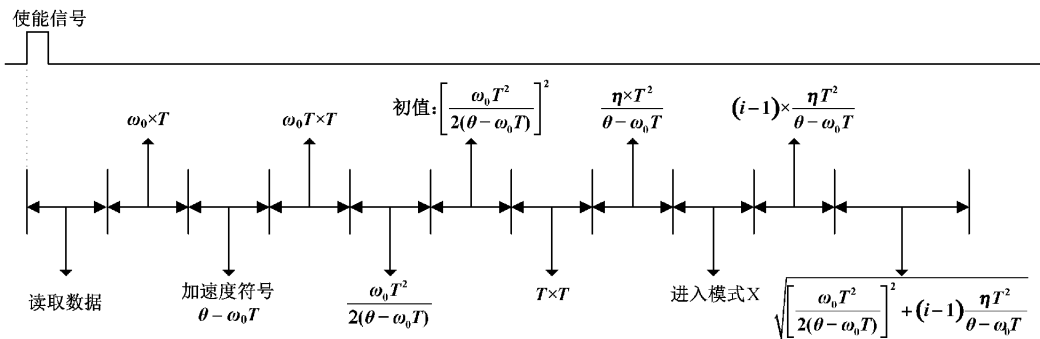 使能信号
ω₀×T
ω₀T×T
初值:[ω₀T²/2(θ−ω₀T)]²
η×T²/θ−ω₀T
(i−1)×ηT²/θ−ω₀T
读取数据
加速度符号
θ−ω₀T
ω₀T²/2(θ−ω₀T)
T×T
进入模式X
√[ω₀T²/2(θ−ω₀T)]²+(i−1)ηT²/θ−ω₀T